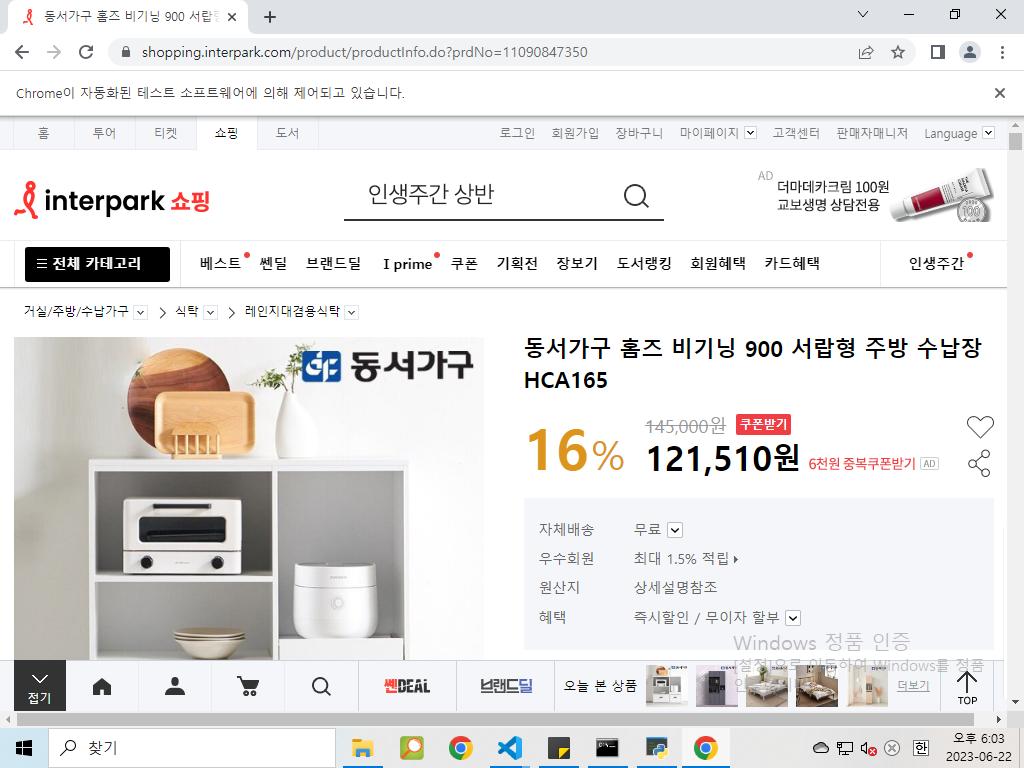 동서가구 홈즈 비기닝 900 서랍형
shopping.interpark.com/product/productInfo.do?prdNo=11090847350
Chrome이 자동화된 테스트 소프트웨어에 의해 제어되고 있습니다.
홈 투어 티켓 쇼핑 도서 로그인 회원가입 장바구니 마이페이지 고객센터 판매자매니저 Language
interpark 쇼핑
인생주간 상반
AD
더마데카크림 100원
교보생명 상담전용
전체 카테고리 베스트 쎈딜 브랜드딜 I prime 쿠폰 기획전 장보기 도서랭킹 회원혜택 카드혜택 인생주간
거실/주방/수납가구 > 식탁 > 레인지대겸용식탁
동서가구
동서가구 홈즈 비기닝 900 서랍형 주방 수납장
HCA165
145,000원 쿠폰받기
16% 121,510원 6천원 중복쿠폰받기 AD
자체배송 무료
우수회원 최대 1.5% 적립
원산지 상세설명참조
혜택 즉시할인 / 무이자 할부
Windows 정품 인증
[설정]으로 이동하여 Windows를 정품
접기 쎈DEAL 브랜드딜 오늘 본 상품 더보기 TOP
찾기
한
오후 6:03
2023-06-22